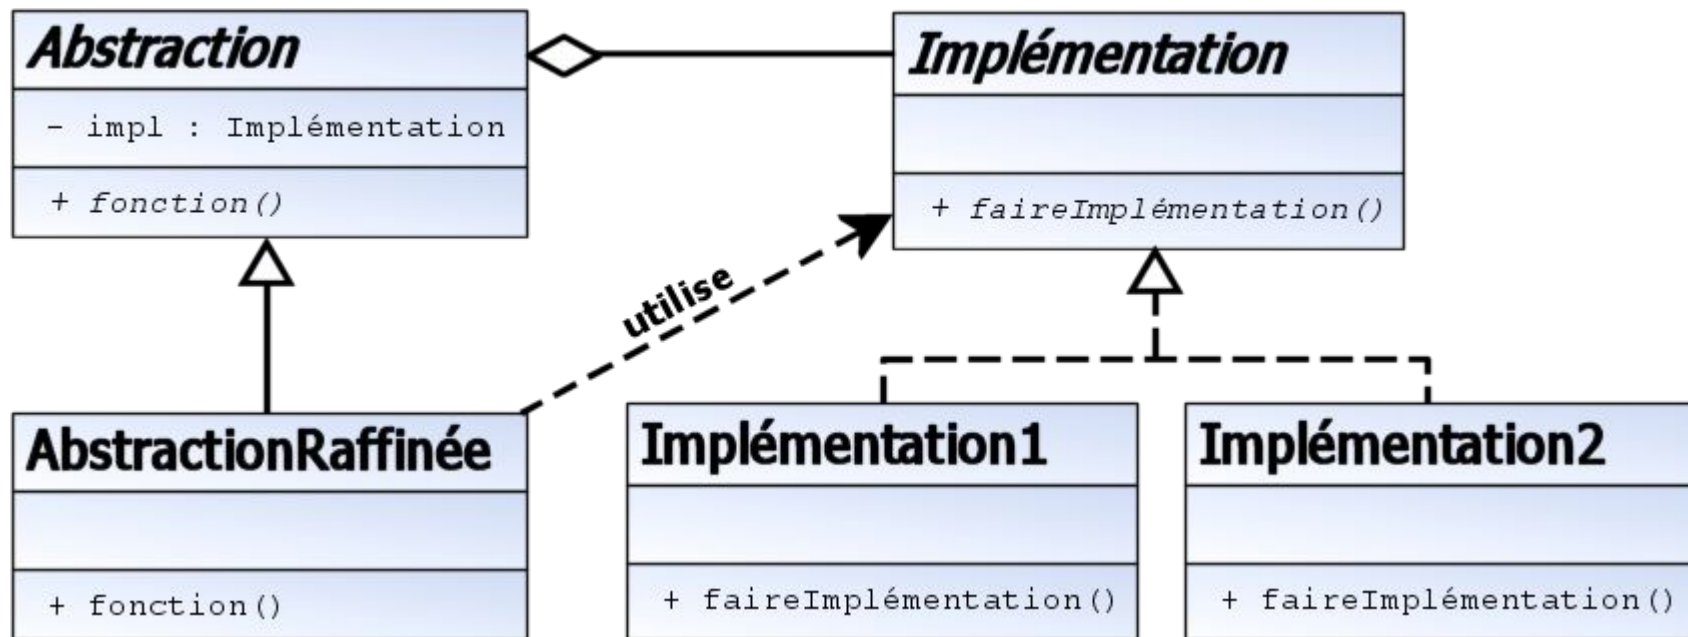 Abstraction
- impl : Implémentation
+ fonction()
Implémentation
+ faireImplémentation()
utilise
AbstractionRaffinée
+ fonction()
Implémentation1
+ faireImplémentation()
Implémentation2
+ faireImplémentation()